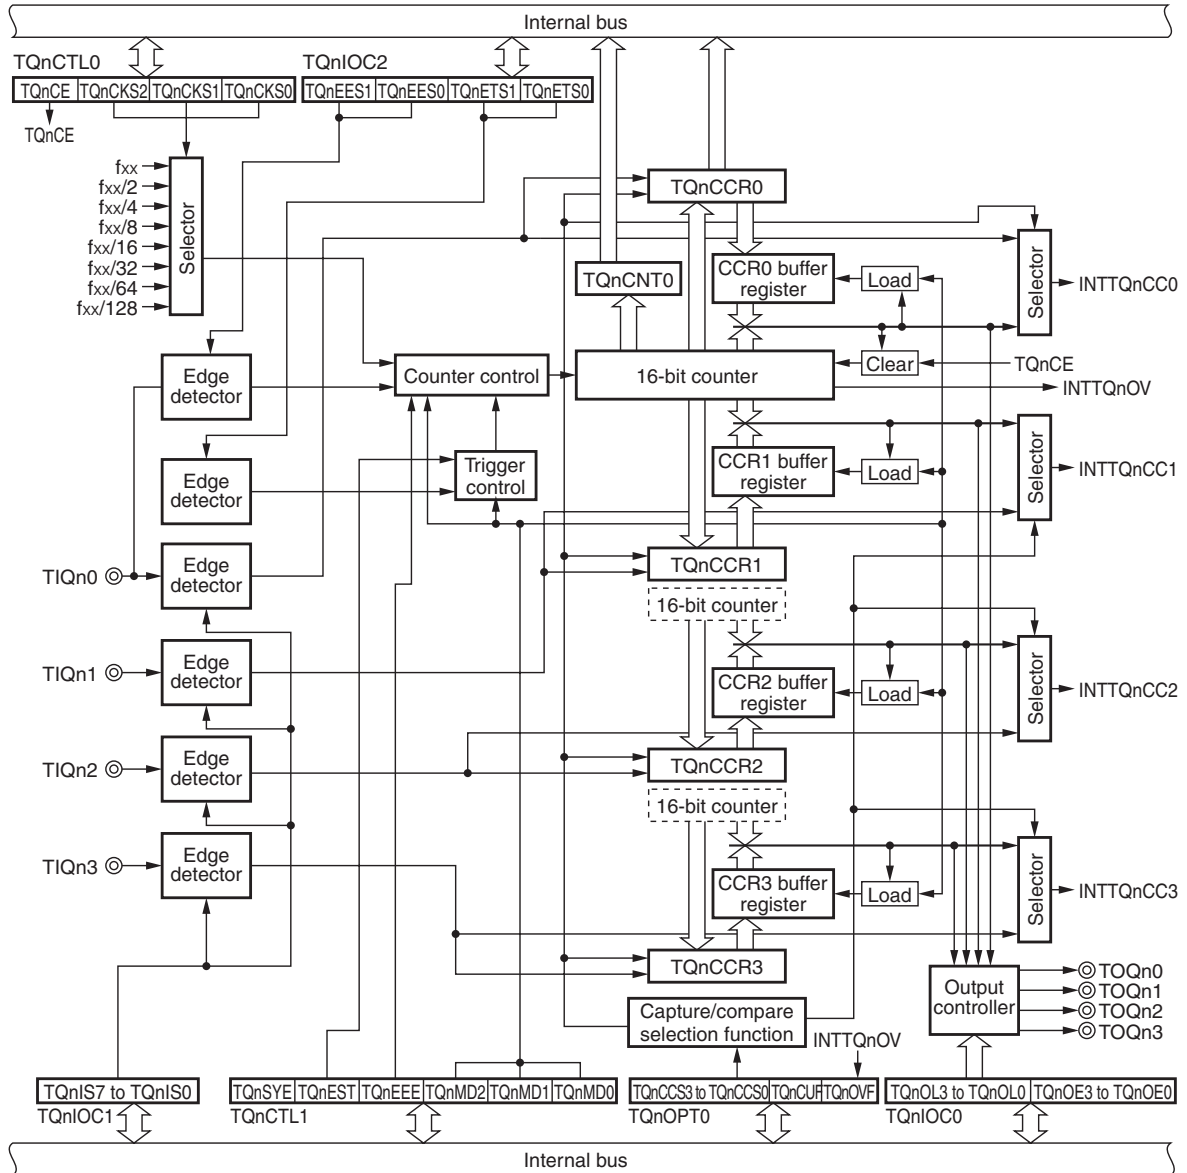 Internal bus
TQnCTL0
TQnIOC2
TQnCE TQnCKS2 TQnCKS1 TQnCKS0
TQnEES1 TQnEES0 TQnETS1 TQnETS0
TQnCE
fxx
fxx/2
fxx/4
fxx/8
fxx/16
fxx/32
fxx/64
fxx/128
Selector
TQnCCR0
TQnCNT0
CCR0 buffer
register
Load
Selector
INTTQnCC0
Edge
detector
Counter control
16-bit counter
Clear
TQnCE
INTTQnOV
Edge
detector
Trigger
control
CCR1 buffer
register
Load
Selector
INTTQnCC1
TIQn0
Edge
detector
TQnCCR1
16-bit counter
TIQn1
Edge
detector
CCR2 buffer
register
Load
Selector
INTTQnCC2
TIQn2
Edge
detector
TQnCCR2
16-bit counter
TIQn3
Edge
detector
CCR3 buffer
register
Load
Selector
INTTQnCC3
TQnCCR3
Capture/compare
selection function
INTTQnOV
Output
controller
TOQn0
TOQn1
TOQn2
TOQn3
TQnIS7 to TQnIS0
TQnIOC1
TQnSYE TQnEST TQnEEE TQnMD2 TQnMD1 TQnMD0
TQnCTL1
TQnCCS3 to TQnCCS0 TQnCUF TQnOVF
TQnOPT0
TQnOL3 to TQnOL0 TQnOE3 to TQnOE0
TQnIOC0
Internal bus